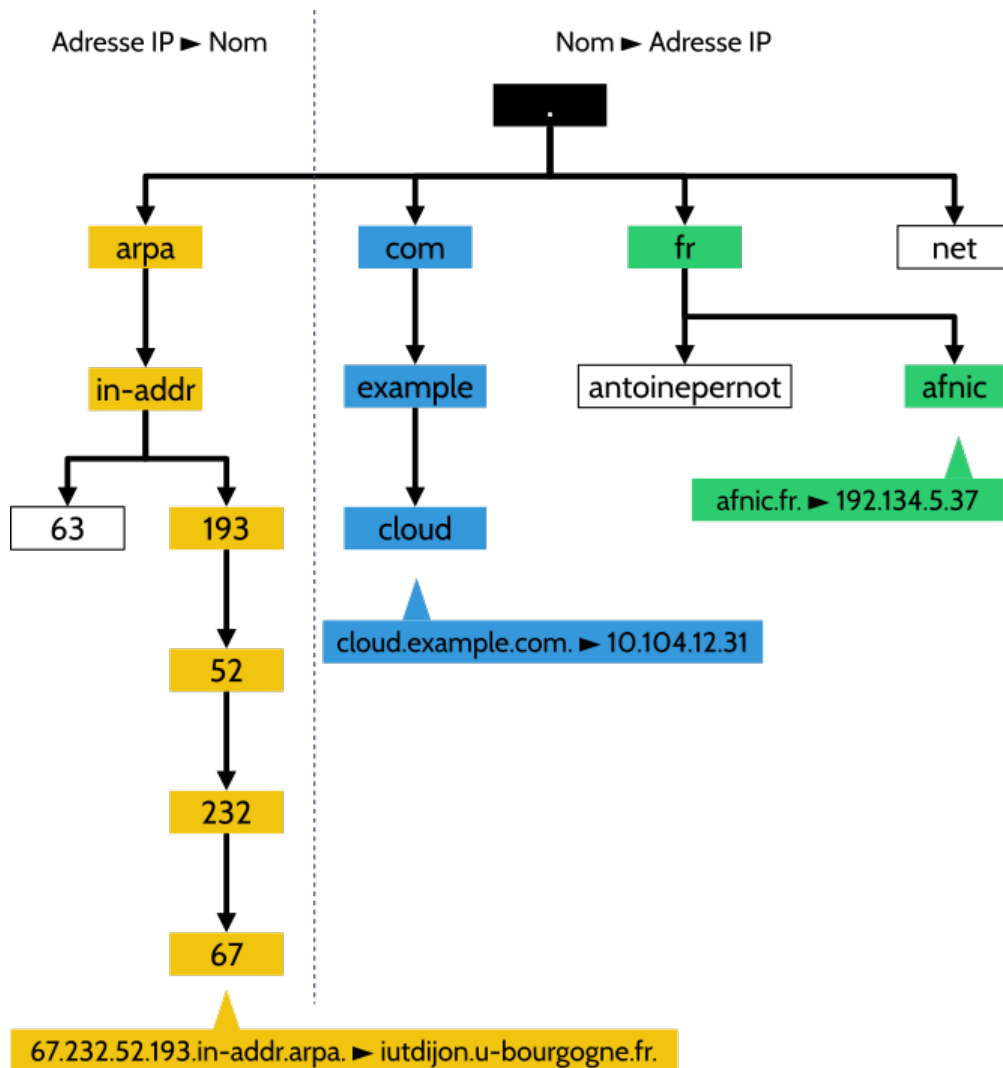 Adresse IP ► Nom
Nom ► Adresse IP
.
arpa
com
fr
net
in-addr
example
antoinepernot
afnic
afnic.fr. ► 192.134.5.37
63
193
cloud
cloud.example.com. ► 10.104.12.31
52
232
67
67.232.52.193.in-addr.arpa. ► iutdijon.u-bourgogne.fr.